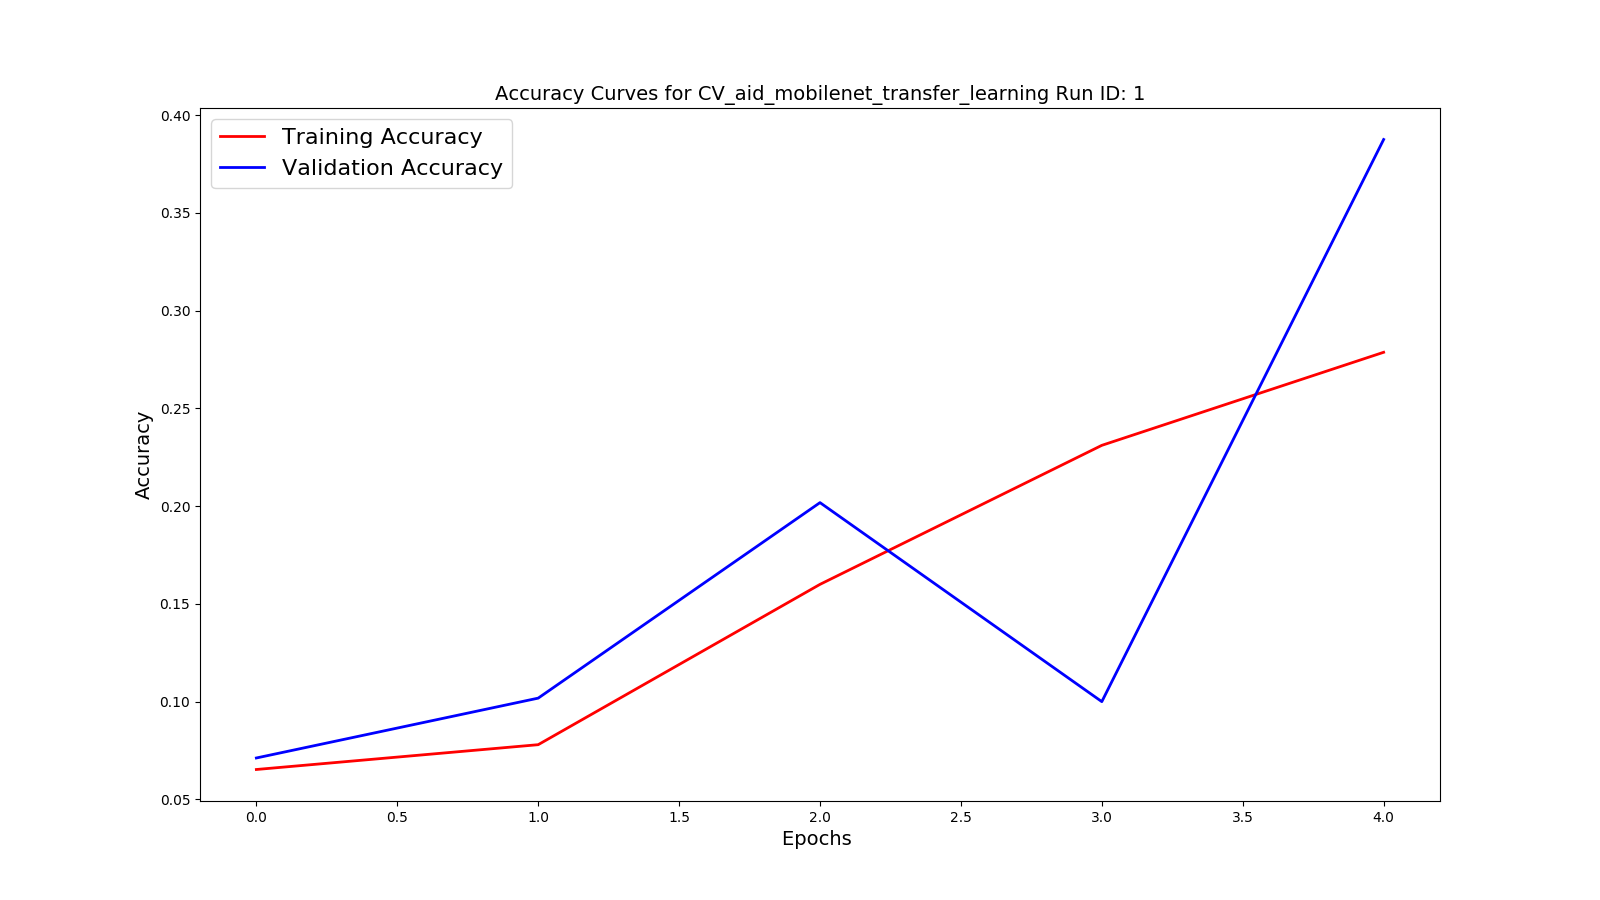 Accuracy Curves for CV_aid_mobilenet_transfer_learning Run ID: 1
Training Accuracy
Validation Accuracy
0.40
0.35
0.30
0.25
0.20
0.15
0.10
0.05
Accuracy
0.0 0.5 1.0 1.5 2.0 2.5 3.0 3.5 4.0
Epochs